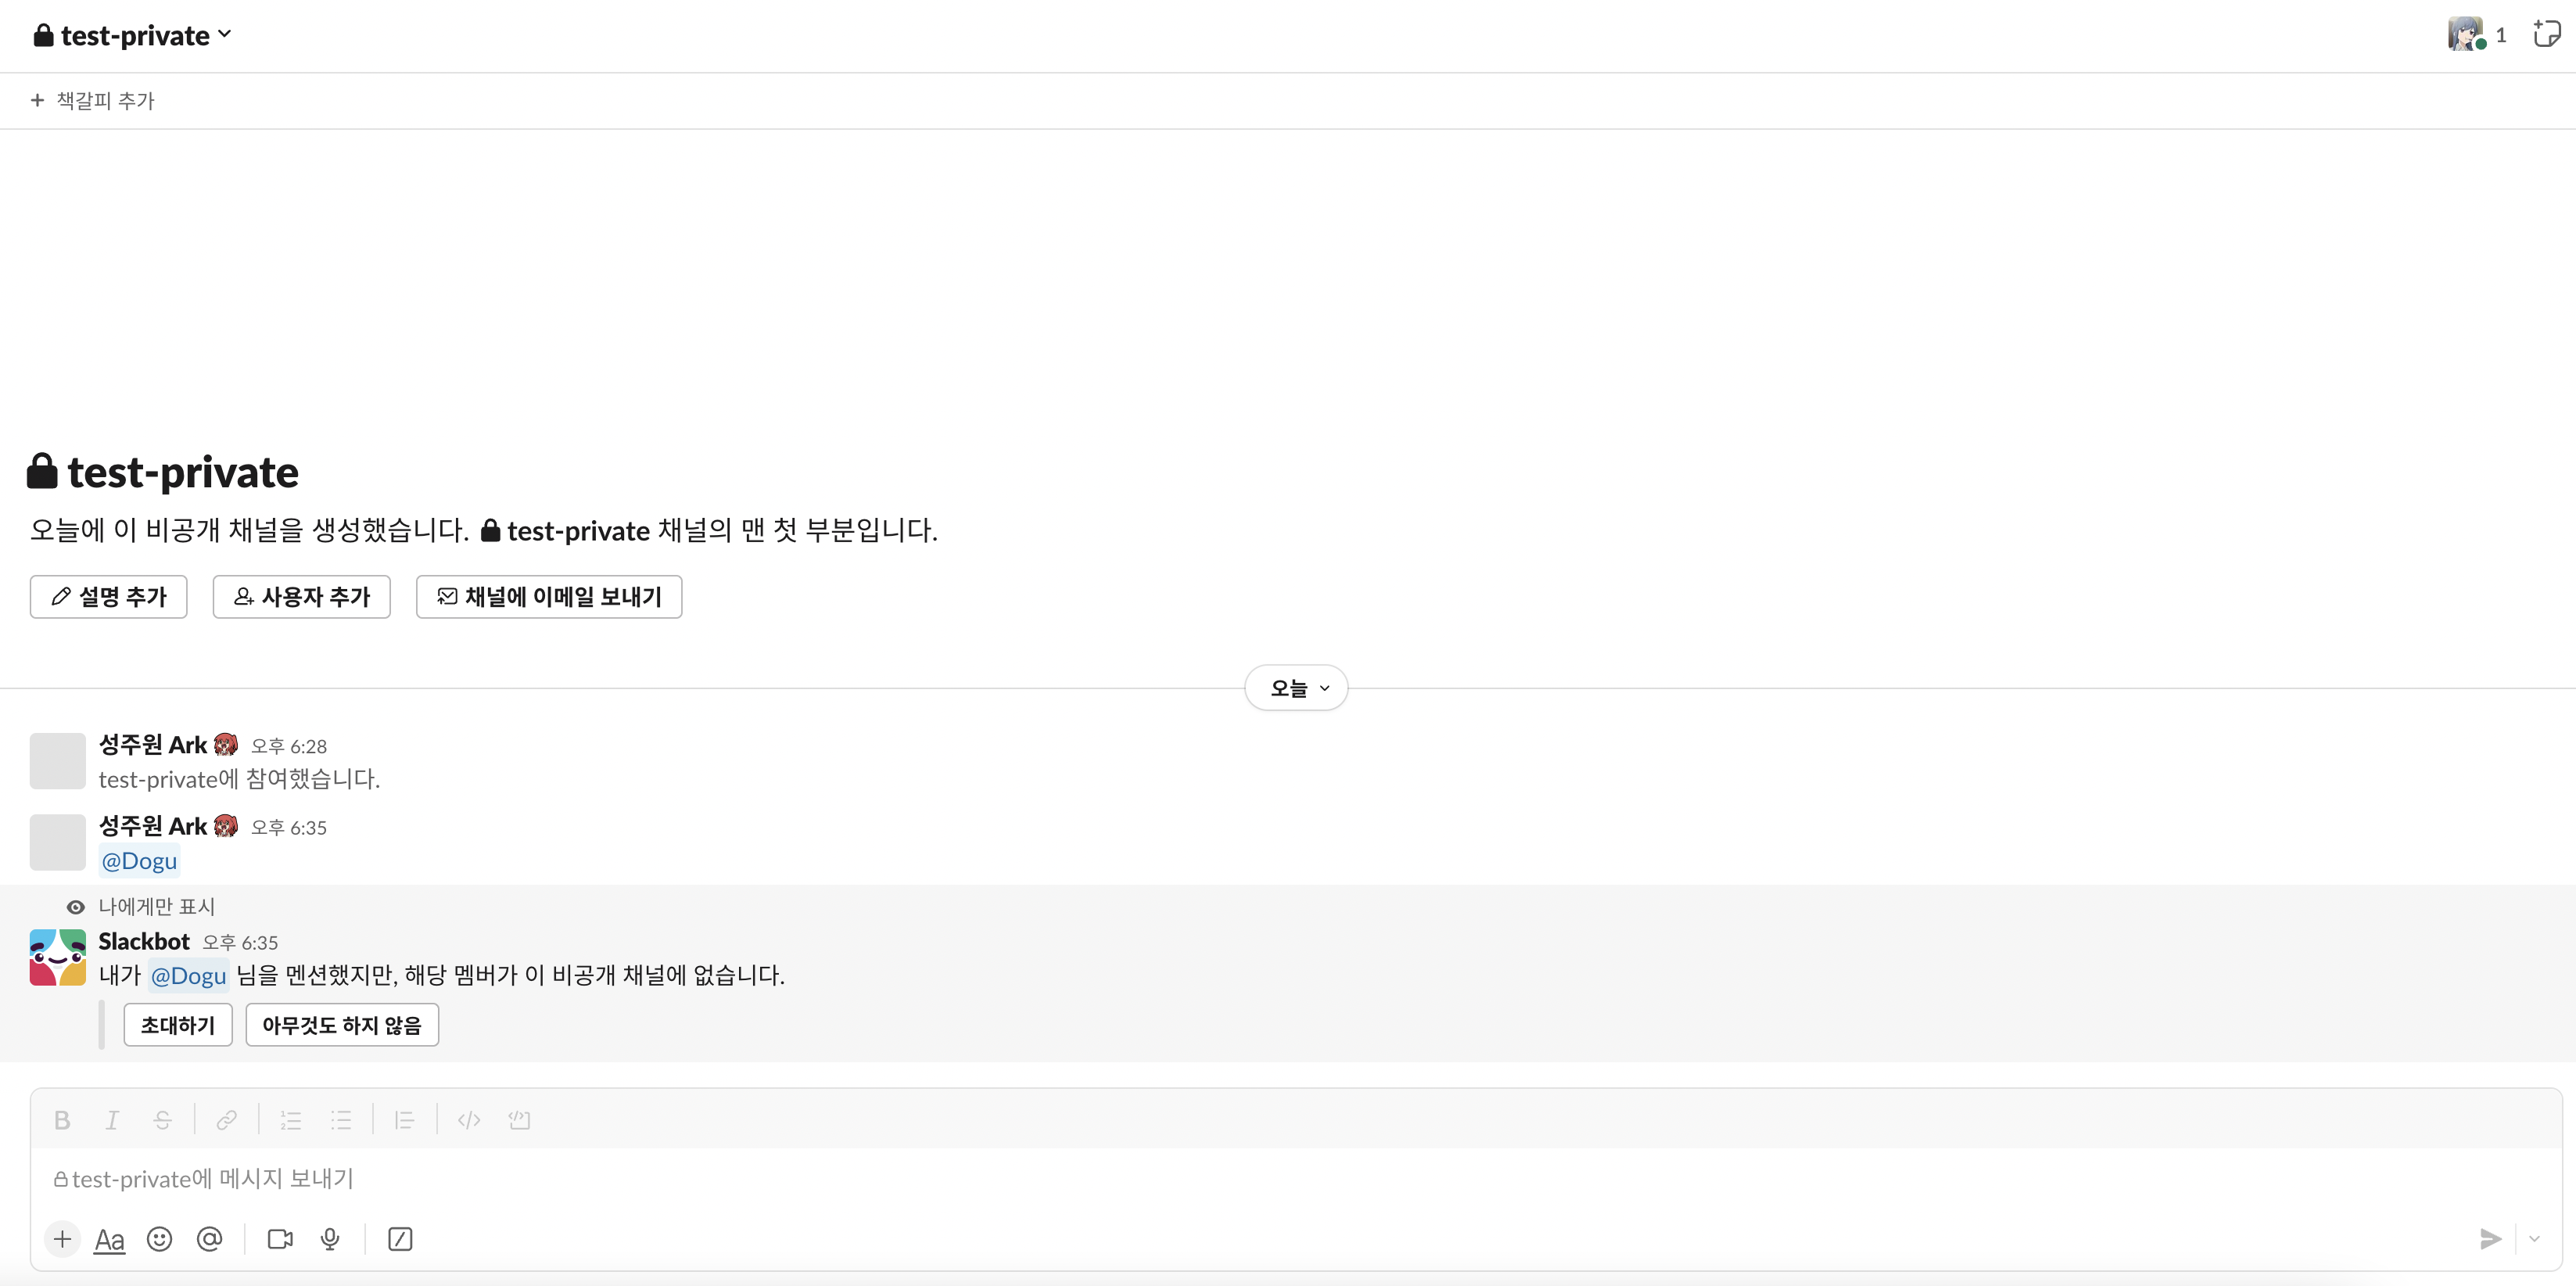 test-private
1
+ 책갈피 추가
test-private
오늘에 이 비공개 채널을 생성했습니다. test-private 채널의 맨 첫 부분입니다.
설명 추가 사용자 추가 채널에 이메일 보내기
오늘
성주원 Ark 오후 6:28
test-private에 참여했습니다.
성주원 Ark 오후 6:35
@Dogu
나에게만 표시
Slackbot 오후 6:35
내가 @Dogu 님을 멘션했지만, 해당 멤버가 이 비공개 채널에 없습니다.
초대하기 아무것도 하지 않음
B I S
test-private에 메시지 보내기
+ Aa @